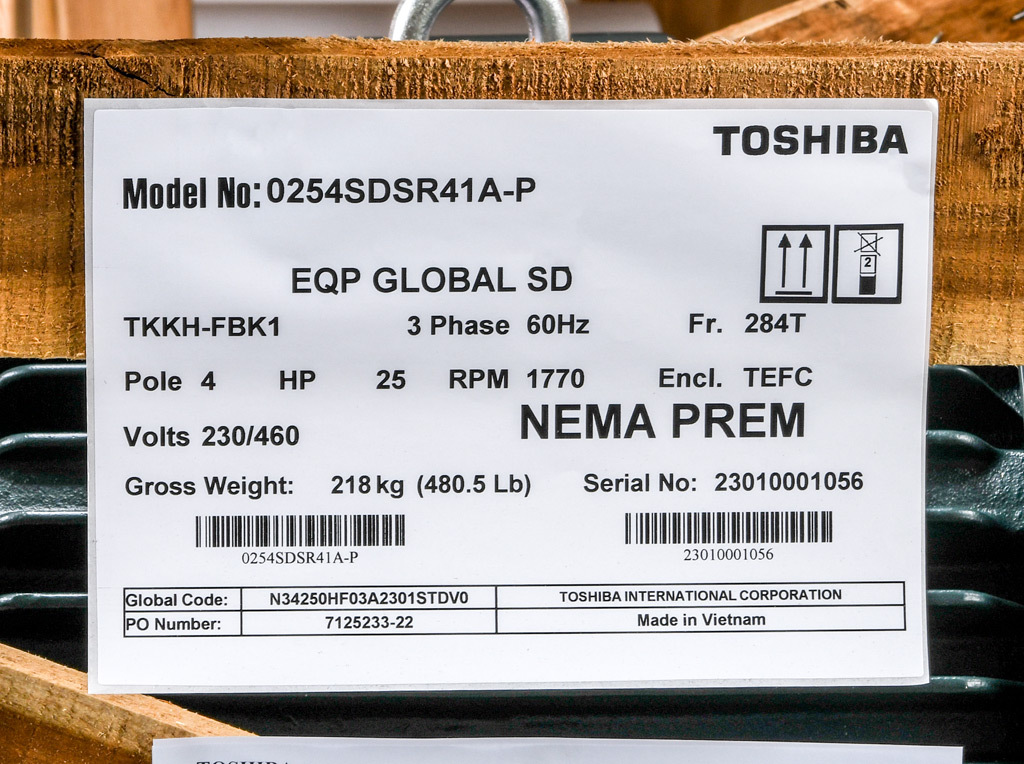 TOSHIBA
Model No: 0254SDSR41A-P
EQP GLOBAL SD
2
TKKH-FBK1 3 Phase 60Hz Fr. 284T
Pole 4 HP 25 RPM 1770 Encl. TEFC
Volts 230/460 NEMA PREM
Gross Weight: 218 kg (480.5 Lb) Serial No: 23010001056
0254SDSR41A-P 23010001056
Global Code: N34250HF03A2301STDV0 TOSHIBA INTERNATIONAL CORPORATION
PO Number: 7125233-22 Made in Vietnam